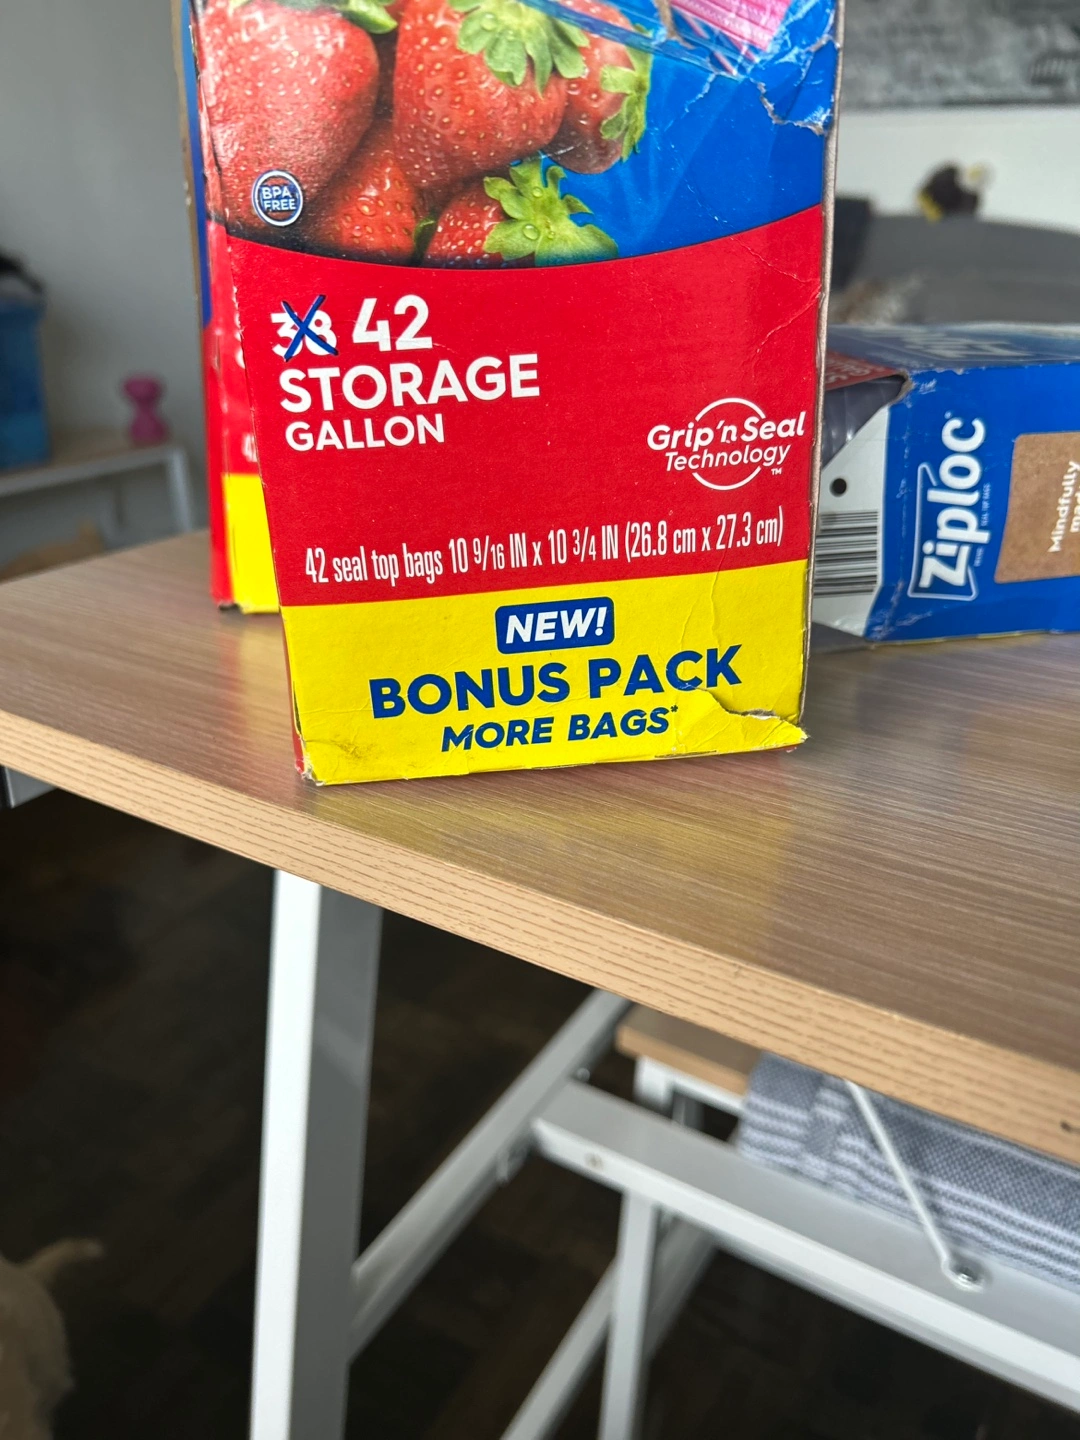 BPA
FREE
38 42
STORAGE
GALLON
Grip'n Seal
Technology™
42 seal top bags 10 9/16 IN x 10 3/4 IN (26.8 cm x 27.3 cm)
NEW!
BONUS PACK
MORE BAGS*
Ziploc
Mindfully